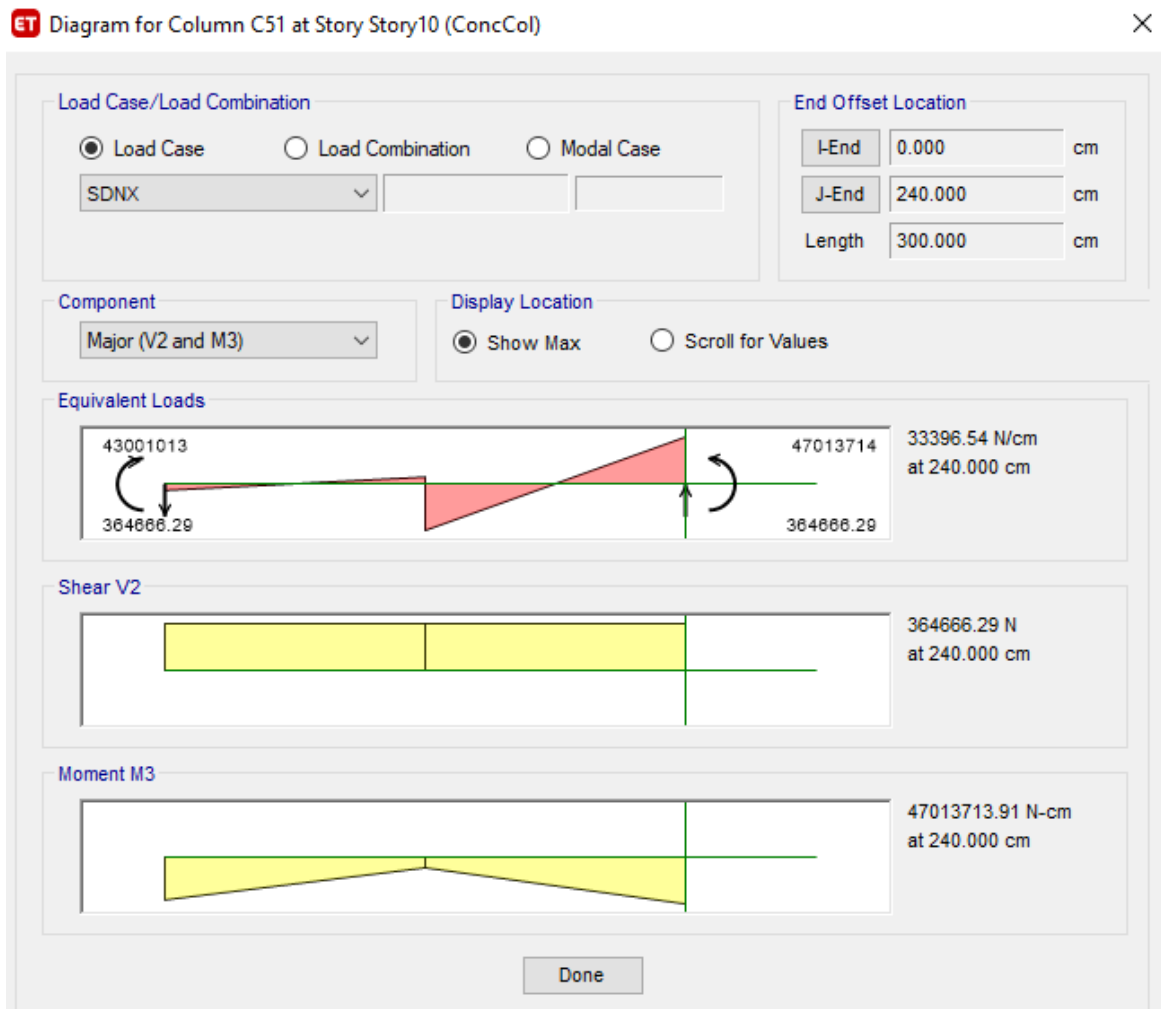 ET Diagram for Column C51 at Story Story10 (ConcCol)
Load Case/Load Combination
Load Case Load Combination Modal Case
SDNX
End Offset Location
I-End 0.000 cm
J-End 240.000 cm
Length 300.000 cm
Component
Major (V2 and M3)
Display Location
Show Max Scroll for Values
Equivalent Loads
43001013 47013714
364666.29 364666.29
33396.54 N/cm
at 240.000 cm
Shear V2
364666.29 N
at 240.000 cm
Moment M3
47013713.91 N-cm
at 240.000 cm
Done